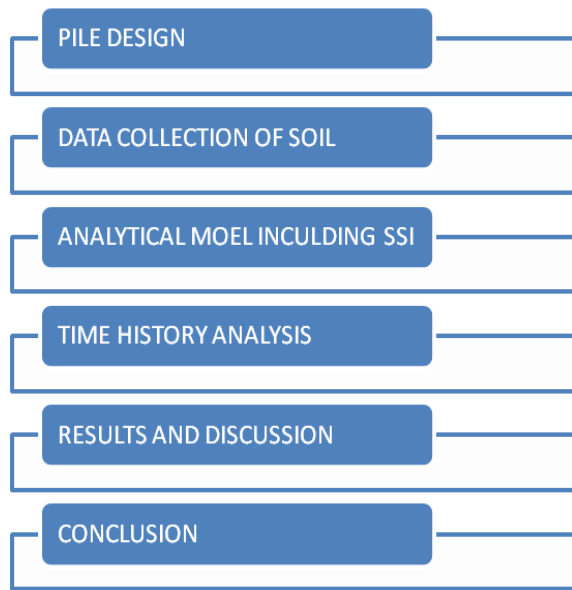 PILE DESIGN
DATA COLLECTION OF SOIL
ANALYTICAL MOEL INCULDING SSI
TIME HISTORY ANALYSIS
RESULTS AND DISCUSSION
CONCLUSION